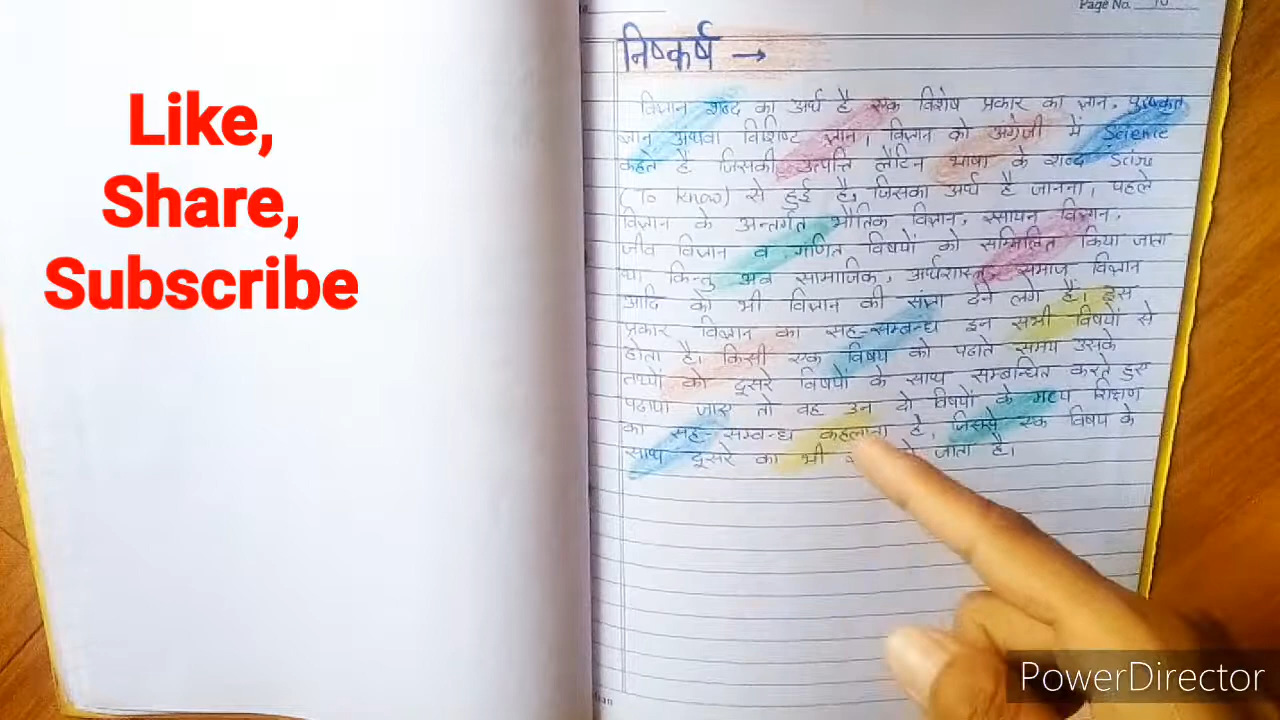 Like,
Share,
Subscribe
Page No. 10
निष्कर्ष →
विज्ञान शब्द का अर्थ है एक विशेष प्रकार का ज्ञान, पुरष्कृत
ज्ञान अथवा विशिष्ट ज्ञान। विज्ञान को अंग्रेजी में Science
कहते हैं जिसकी उत्पत्ति लैटिन भाषा के शब्द
(To know) से हुई है, जिसका अर्थ है जानना। पहले
विज्ञान के अन्तर्गत भौतिक विज्ञान, रसायन विज्ञान,
जीव विज्ञान व गणित विषयों को सम्मिलित किया जाता
था किन्तु अब सामाजिक, अर्थशास्त्र, समाज विज्ञान
आदि को भी विज्ञान की संज्ञा देने लगे हैं। इस
प्रकार विज्ञान का सह-सम्बन्ध इन सभी विषयों से
होता है। किसी एक विषय को पढाते समय उसके
तथ्यों को दूसरे विषयों के साथ सम्बन्धित करते हुए
पढाया जाए तो वह उन दो विषयों के मध्य शिक्षण
का सह-सम्बन्ध कहलाता है, जिससे एक विषय के
साथ दूसरे का भी जाता है।
PowerDirector